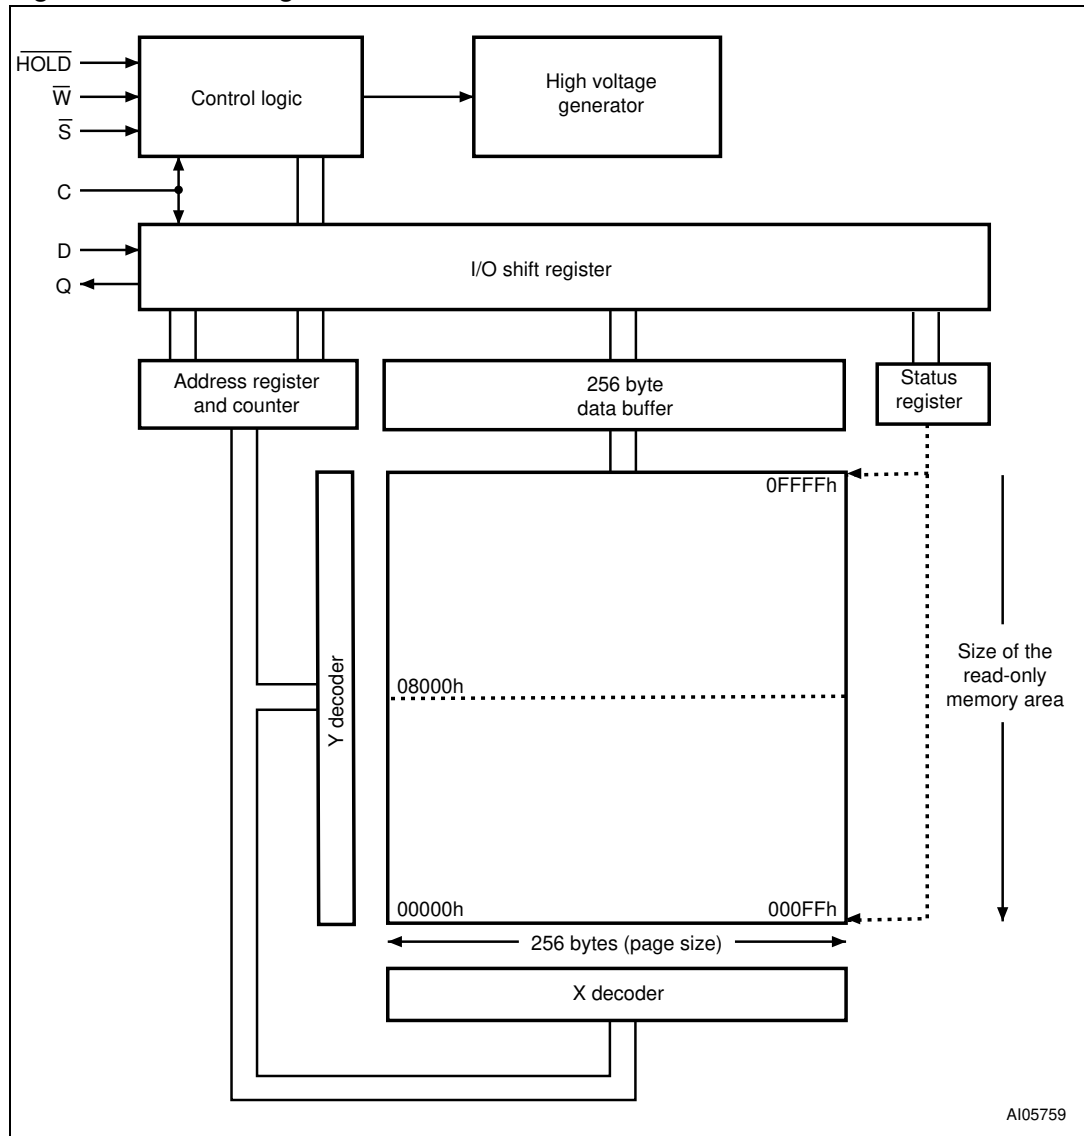 HOLD
W
S
C
D
Q
Control logic
High voltage
generator
I/O shift register
Address register
and counter
256 byte
data buffer
Status
register
0FFFFh
Y decoder
08000h
Size of the
read-only
memory area
00000h
000FFh
256 bytes (page size)
X decoder
AI05759